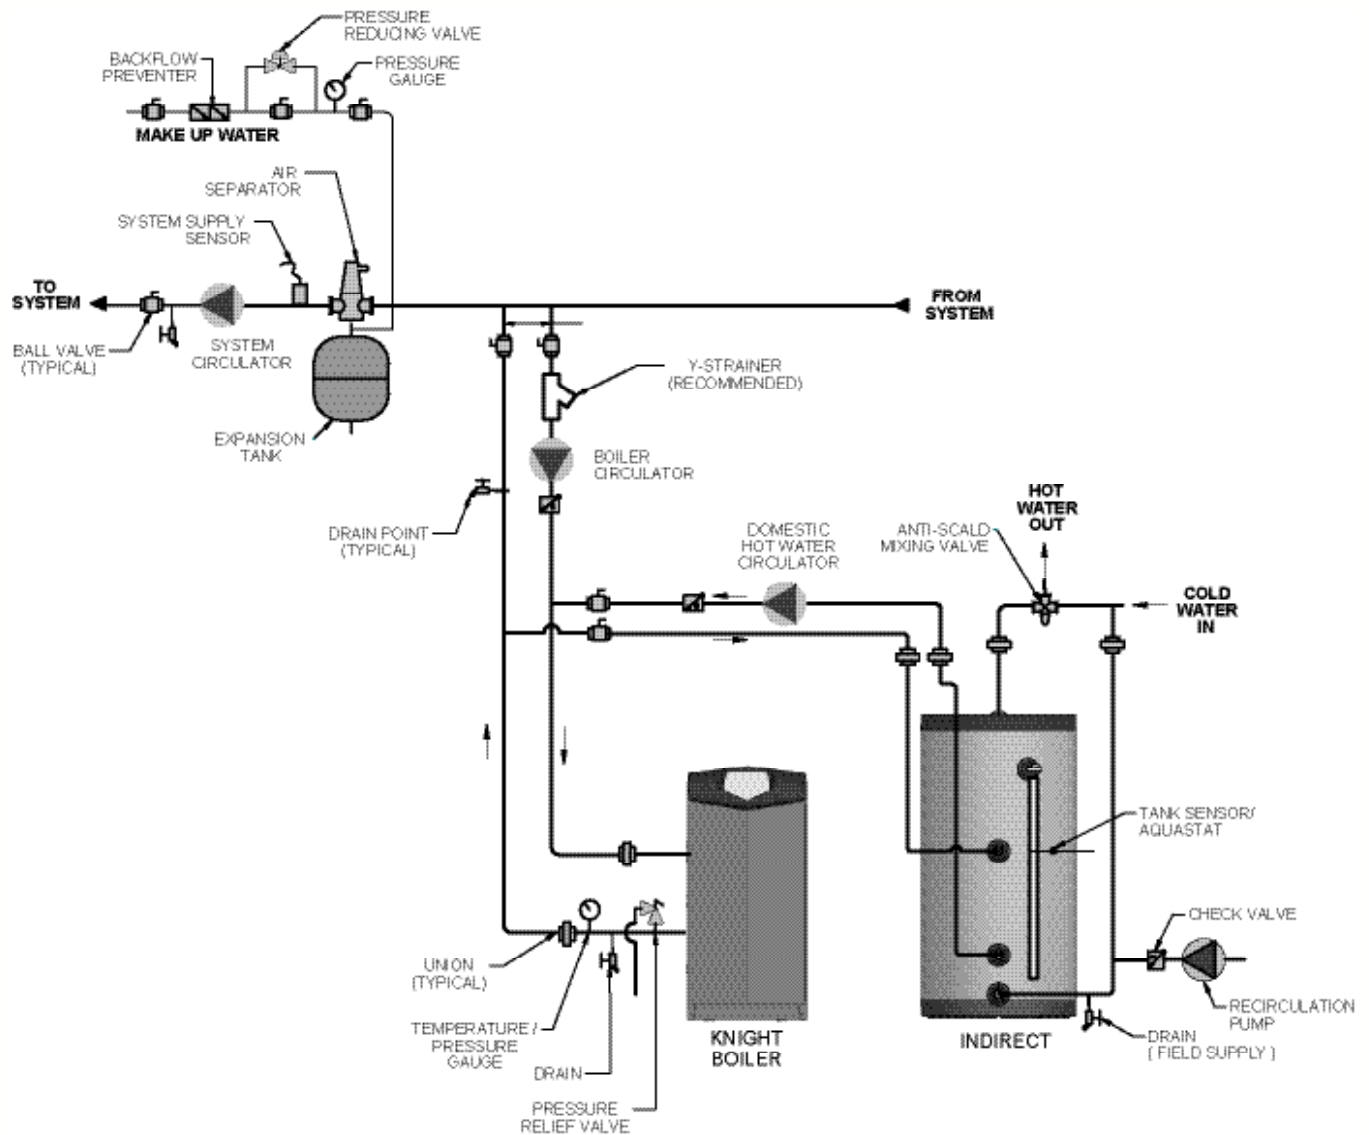 PRESSURE
REDUCING VALVE
BACKFLOW
PREVENTER
PRESSURE
GAUGE
MAKE UP WATER
AIR
SEPARATOR
SYSTEM SUPPLY
SENSOR
TO
SYSTEM
FROM
SYSTEM
BALL VALVE
(TYPICAL)
SYSTEM
CIRCULATOR
Y-STRAINER
(RECOMMENDED)
EXPANSION
TANK
BOILER
CIRCULATOR
DRAIN POINT
(TYPICAL)
DOMESTIC
HOT WATER
CIRCULATOR
ANTI-SCALD
MIXING VALVE
HOT
WATER
OUT
COLD
WATER
IN
TANK SENSOR/
AQUASTAT
CHECK VALVE
UNION
(TYPICAL)
RECIRCULATION
PUMP
TEMPERATURE /
PRESSURE
GAUGE
KNIGHT
BOILER
INDIRECT
DRAIN
( FIELD SUPPLY )
DRAIN
PRESSURE
RELIEF VALVE